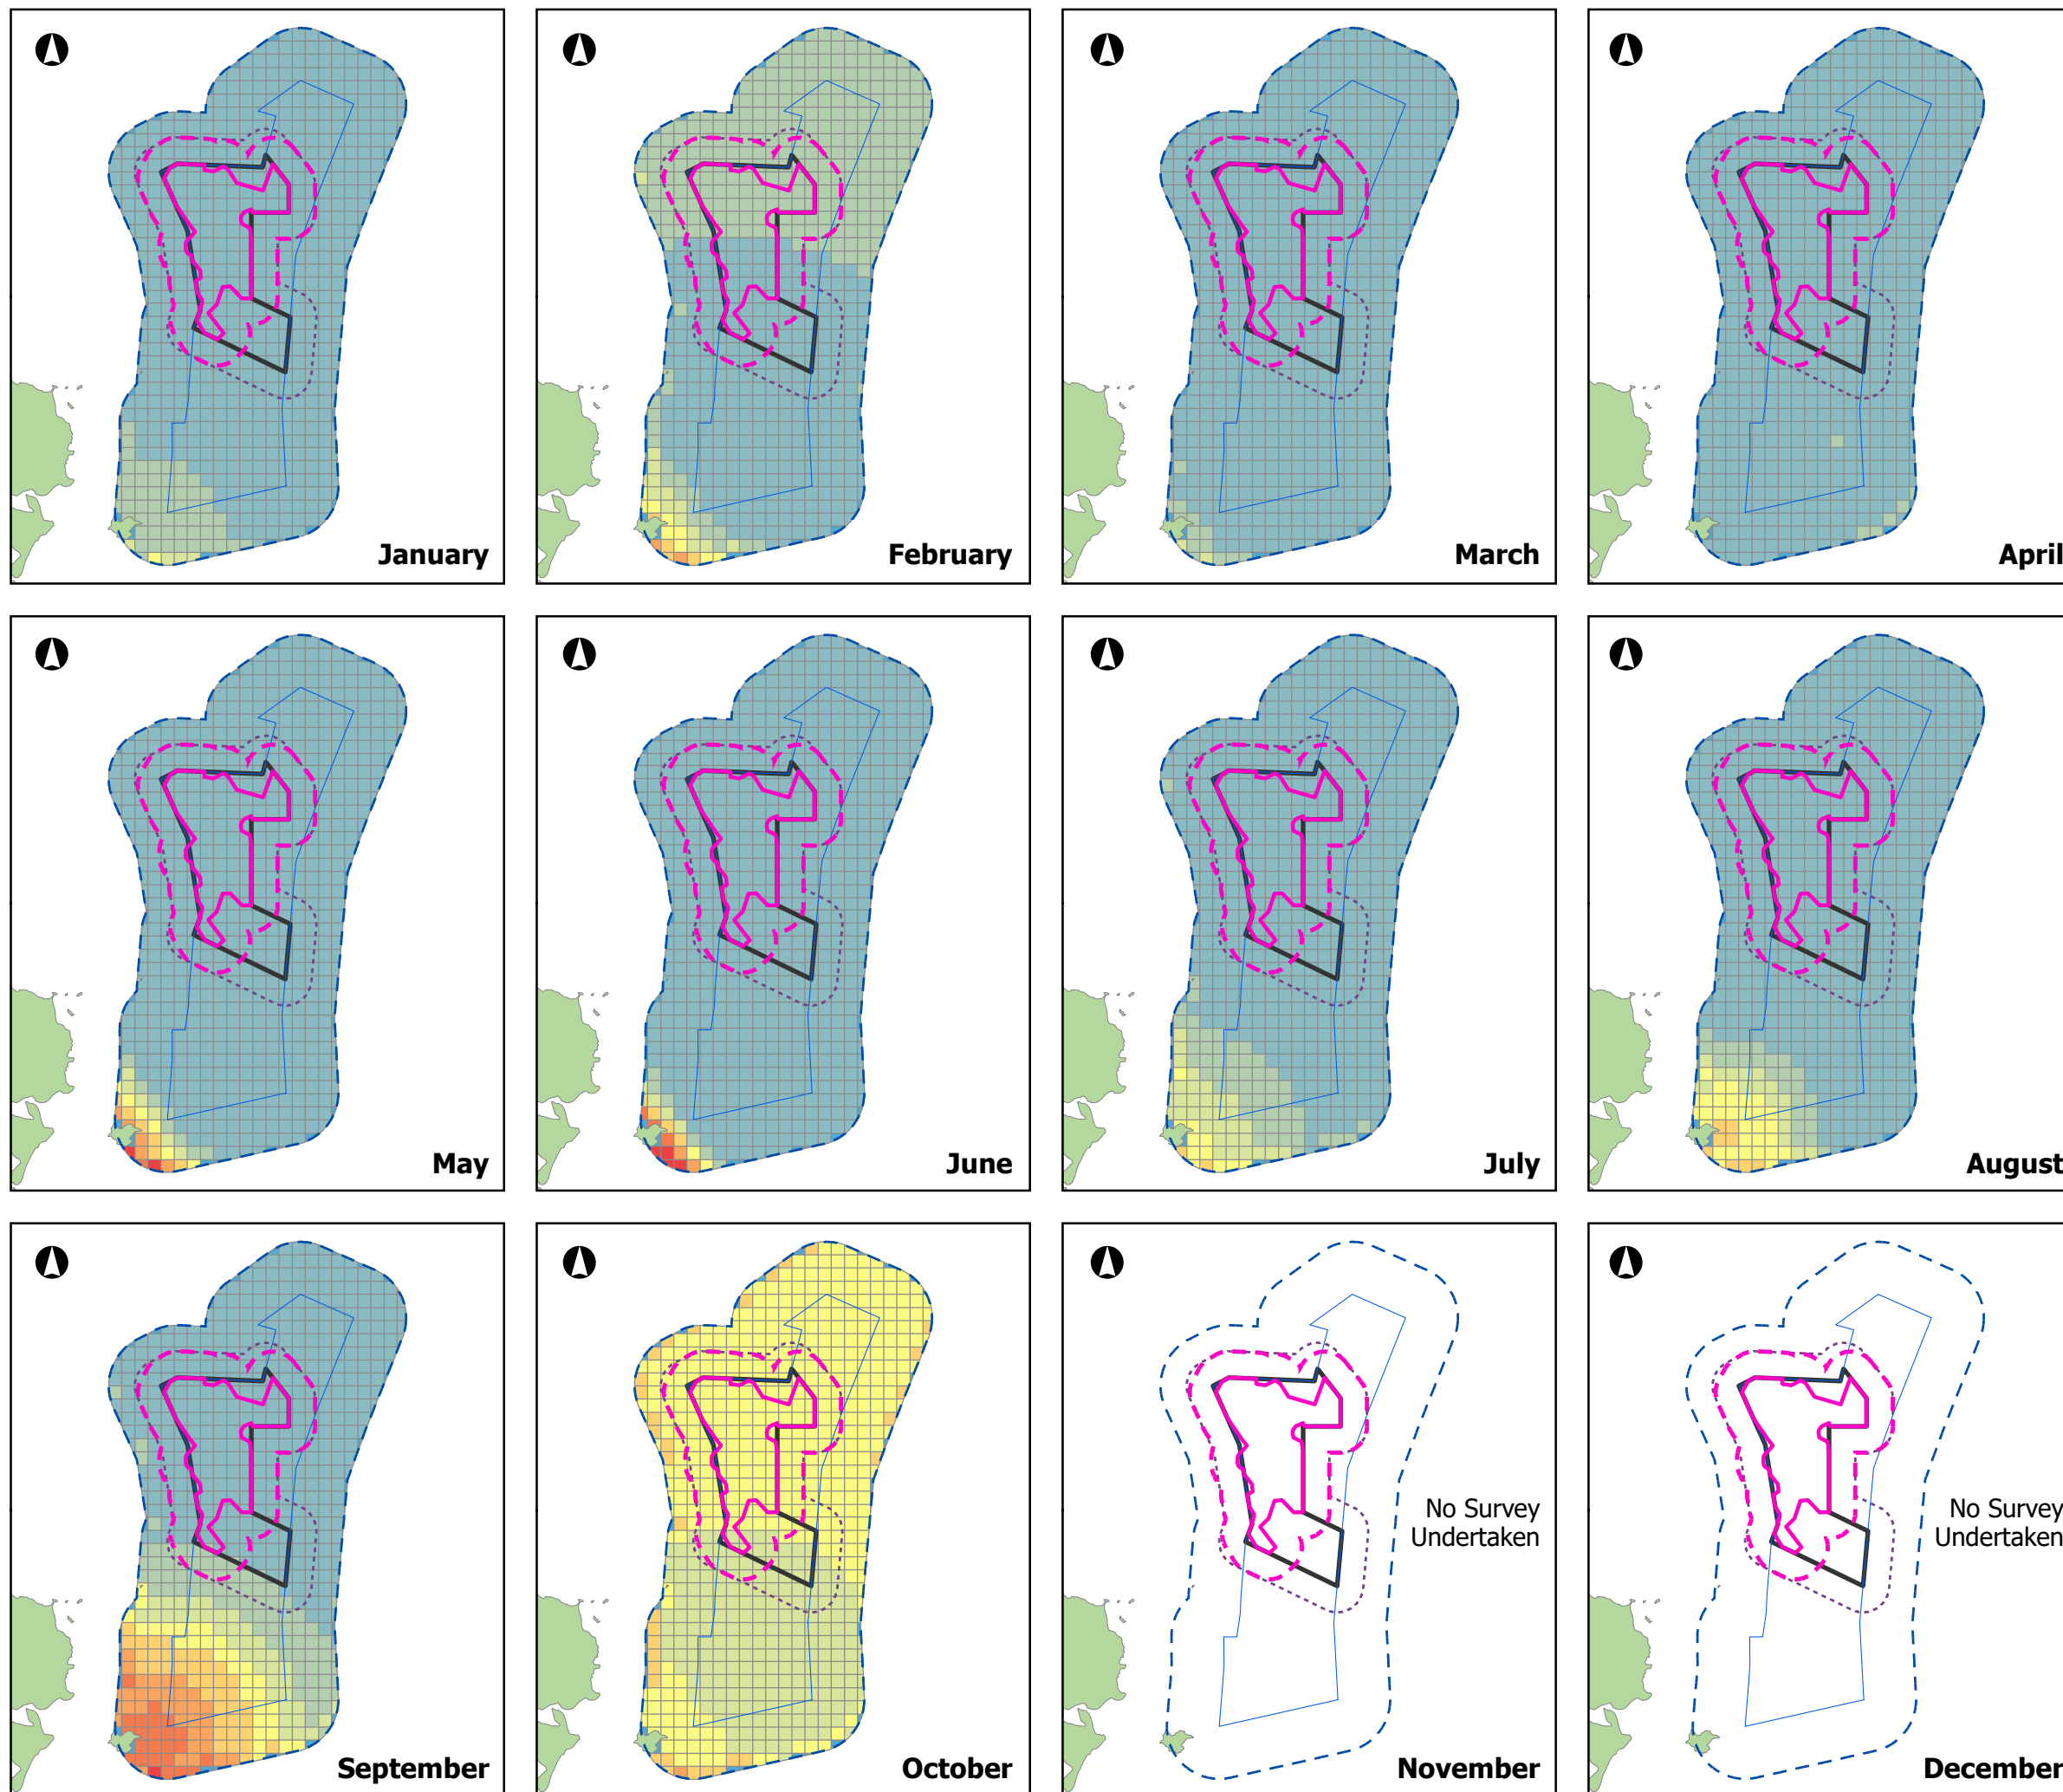 January
February
March
April
May
June
July
August
September
October
No Survey
Undertaken
November
No Survey
Undertaken
December